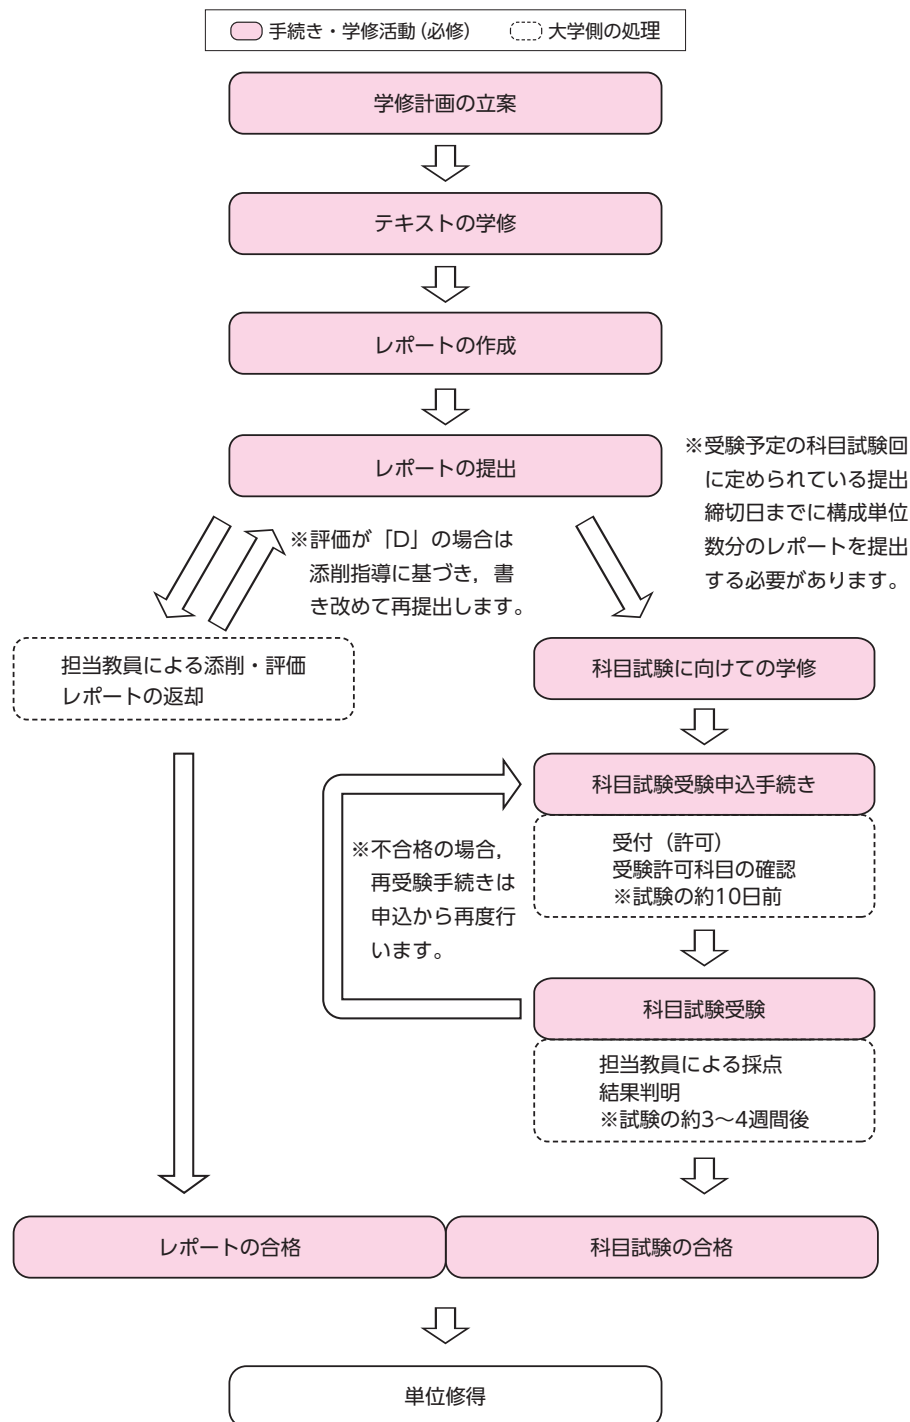 手続き・学修活動（必修）
大学側の処理
学修計画の立案
テキストの学修
レポートの作成
レポートの提出
※受験予定の科目試験回
に定められている提出
締切日までに構成単位
数分のレポートを提出
する必要があります。
※評価が「D」の場合は
添削指導に基づき，書
き改めて再提出します。
担当教員による添削・評価
レポートの返却
科目試験に向けての学修
科目試験受験申込手続き
受付（許可）
受験許可科目の確認
※試験の約10日前
※不合格の場合，
再受験手続きは
申込から再度行
います。
科目試験受験
担当教員による採点
結果判明
※試験の約3〜4週間後
レポートの合格
科目試験の合格
単位修得